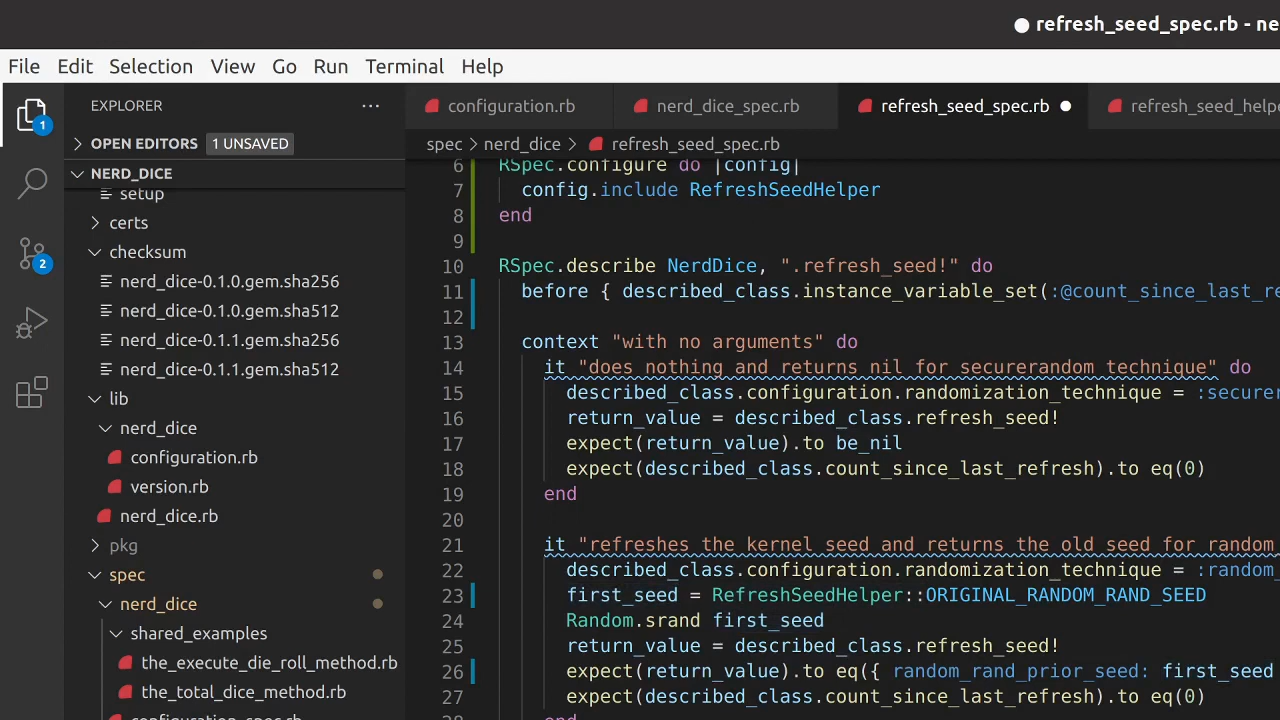 refresh_seed_spec.rb - ne
File Edit Selection View Go Run Terminal Help
EXPLORER
OPEN EDITORS 1 UNSAVED
NERD_DICE
setup
certs
checksum
nerd_dice-0.1.0.gem.sha256
nerd_dice-0.1.0.gem.sha512
nerd_dice-0.1.1.gem.sha256
nerd_dice-0.1.1.gem.sha512
lib
nerd_dice
configuration.rb
version.rb
nerd_dice.rb
pkg
spec
nerd_dice
shared_examples
the_execute_die_roll_method.rb
the_total_dice_method.rb
configuration_spec.rb
1
2
configuration.rb nerd_dice_spec.rb refresh_seed_spec.rb refresh_seed_helpe
spec > nerd_dice > refresh_seed_spec.rb
6 RSpec.configure do |config|
7 config.include RefreshSeedHelper
8 end
9
10 RSpec.describe NerdDice, ".refresh_seed!" do
11 before { described_class.instance_variable_set(:@count_since_last_re
12
13 context "with no arguments" do
14 it "does nothing and returns nil for securerandom technique" do
15 described_class.configuration.randomization_technique = :securer
16 return_value = described_class.refresh_seed!
17 expect(return_value).to be_nil
18 expect(described_class.count_since_last_refresh).to eq(0)
19 end
20
21 it "refreshes the kernel seed and returns the old seed for random
22 described_class.configuration.randomization_technique = :random_
23 first_seed = RefreshSeedHelper::ORIGINAL_RANDOM_RAND_SEED
24 Random.srand first_seed
25 return_value = described_class.refresh_seed!
26 expect(return_value).to eq({ random_rand_prior_seed: first_seed
27 expect(described_class.count_since_last_refresh).to eq(0)
28 end